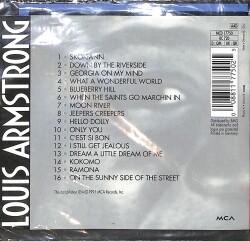 LOUIS ARMSTRONG
1 - SKOKIAAN
2 - DOWN BY THE RIVERSIDE
3 - GEORGIA ON MY MIND
4 - WHAT A WONDERFUL WORLD
5 - BLUEBERRY HILL
6 - WHEN THE SAINTS GO MARCHIN IN
7 - MOON RIVER
8 - JEEPERS CREEPERS
9 - HELLO DOLLY
10 - ONLY YOU
11 - C'EST SI BON
12 - I STILL GET JEALOUS
13 - DREAM A LITTLE DREAM OF ME
14 - KOKOMO
15 - RAMONA
16 - ON THE SUNNY SIDE OF THE STREET
MCA Records, Inc.
MCA